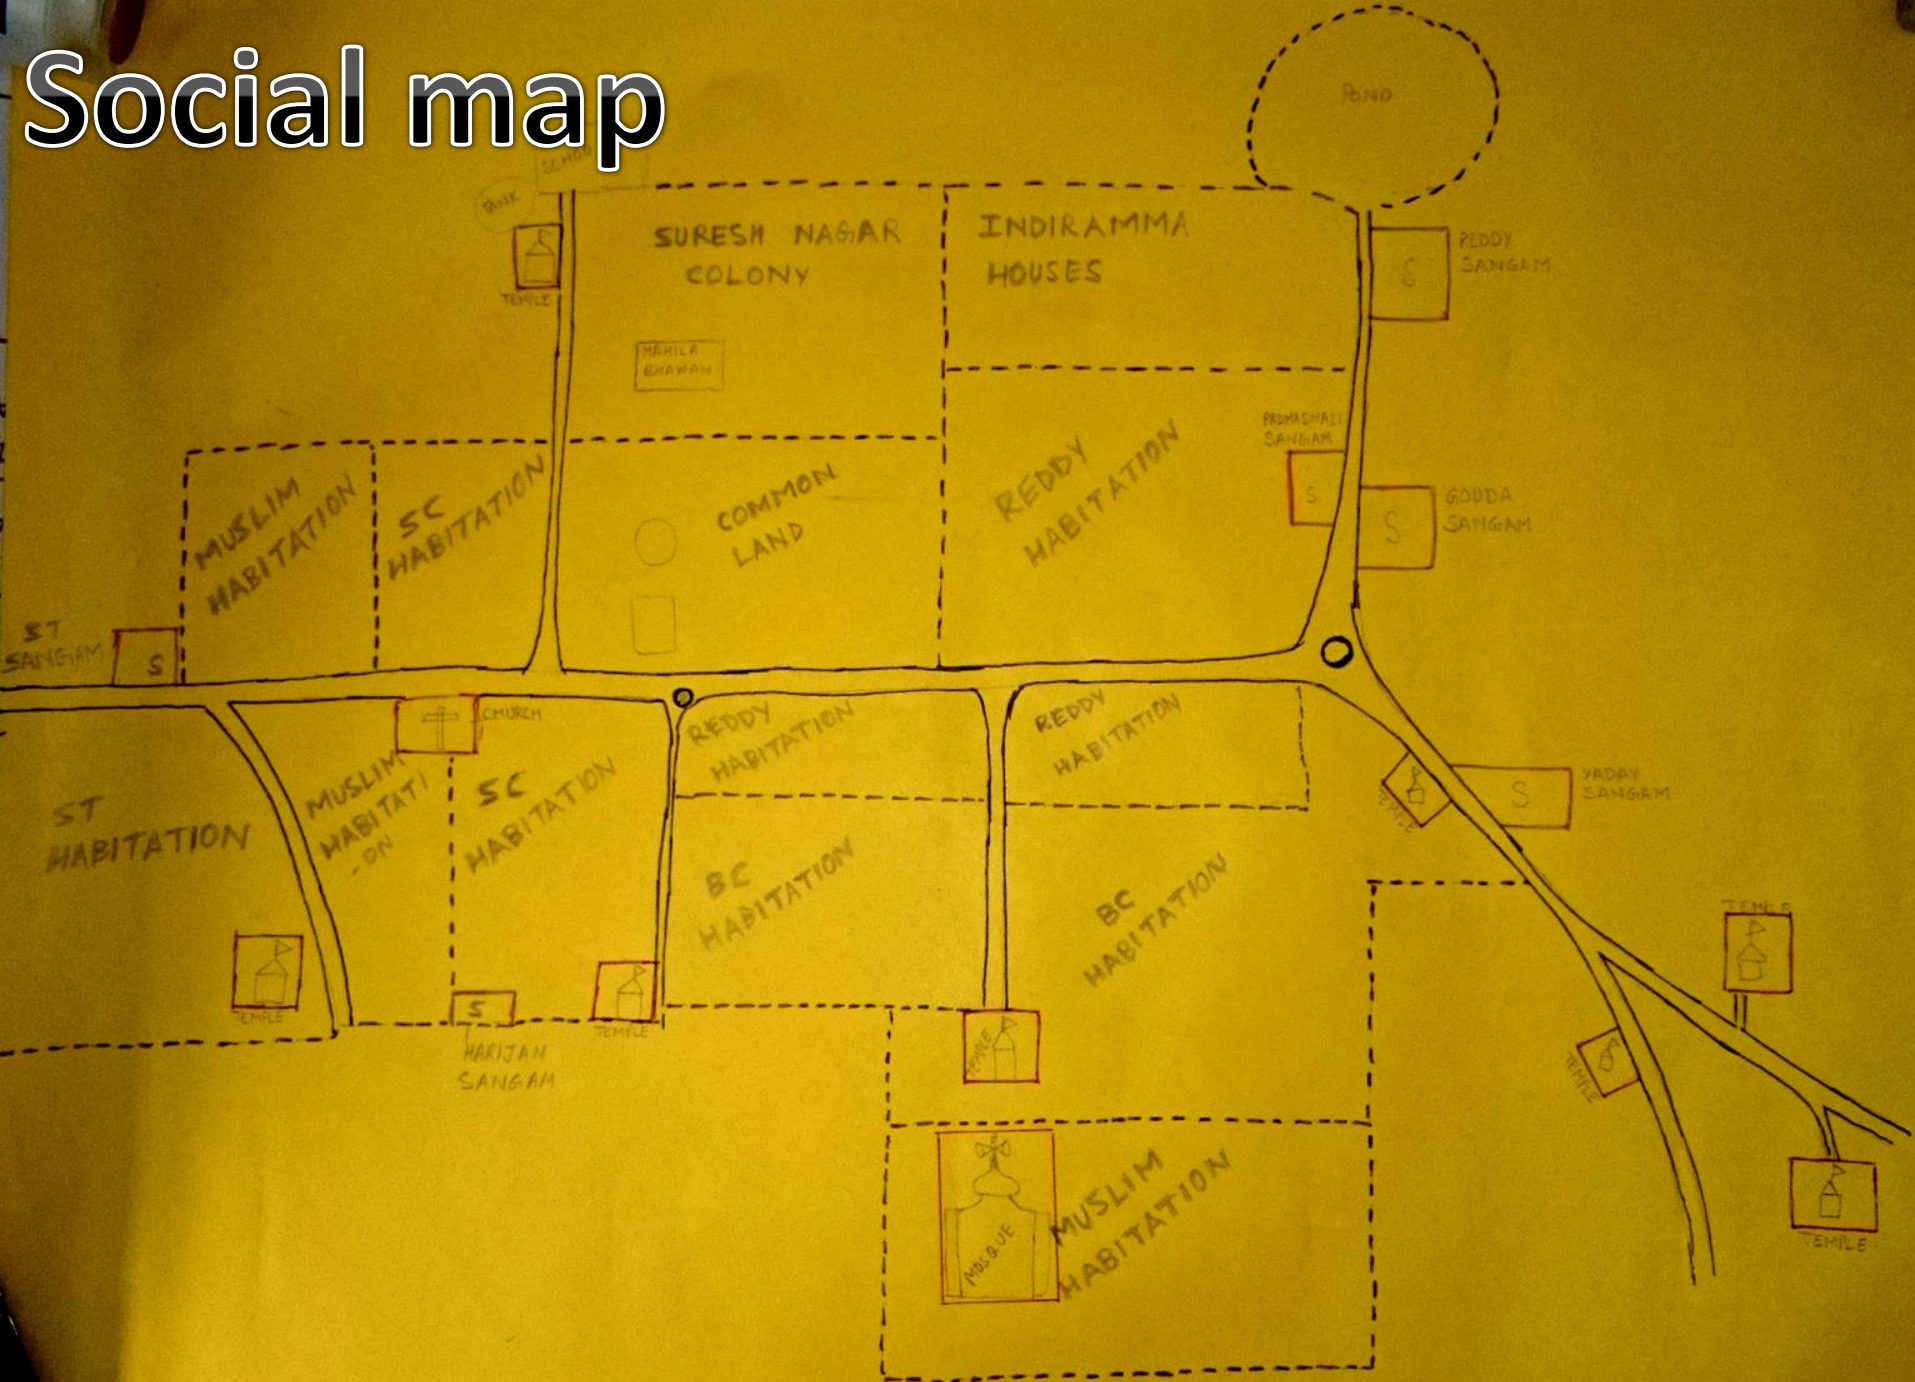 Social map
POND
SCHOO
TANK
TEMPLE
SURESH NAGAR
COLONY
INDIRAMMA
HOUSES
REDDY
SANGAM
S
MAHILA
BHAWAN
PADMASHALI
SANGAM
S
GOUDA
SANGAM
S
MUSLIM
HABITATION
SC
HABITATION
COMMON
LAND
REDDY
HABITATION
ST
SANGAM
S
CHURCH
REDDY
HABITATION
REDDY
HABITATION
ST
HABITATION
MUSLIM
HABITATI
-ON
SC
HABITATION
BC
HABITATION
BC
HABITATION
TEMPLE
YADAV
SANGAM
S
TEMPLE
TEMPLE
S
HARIJAN
SANGAM
TEMPLE
TEMPLE
TEMPLE
TEMPLE
TEMPLE
MOSQUE
MUSLIM
HABITATION